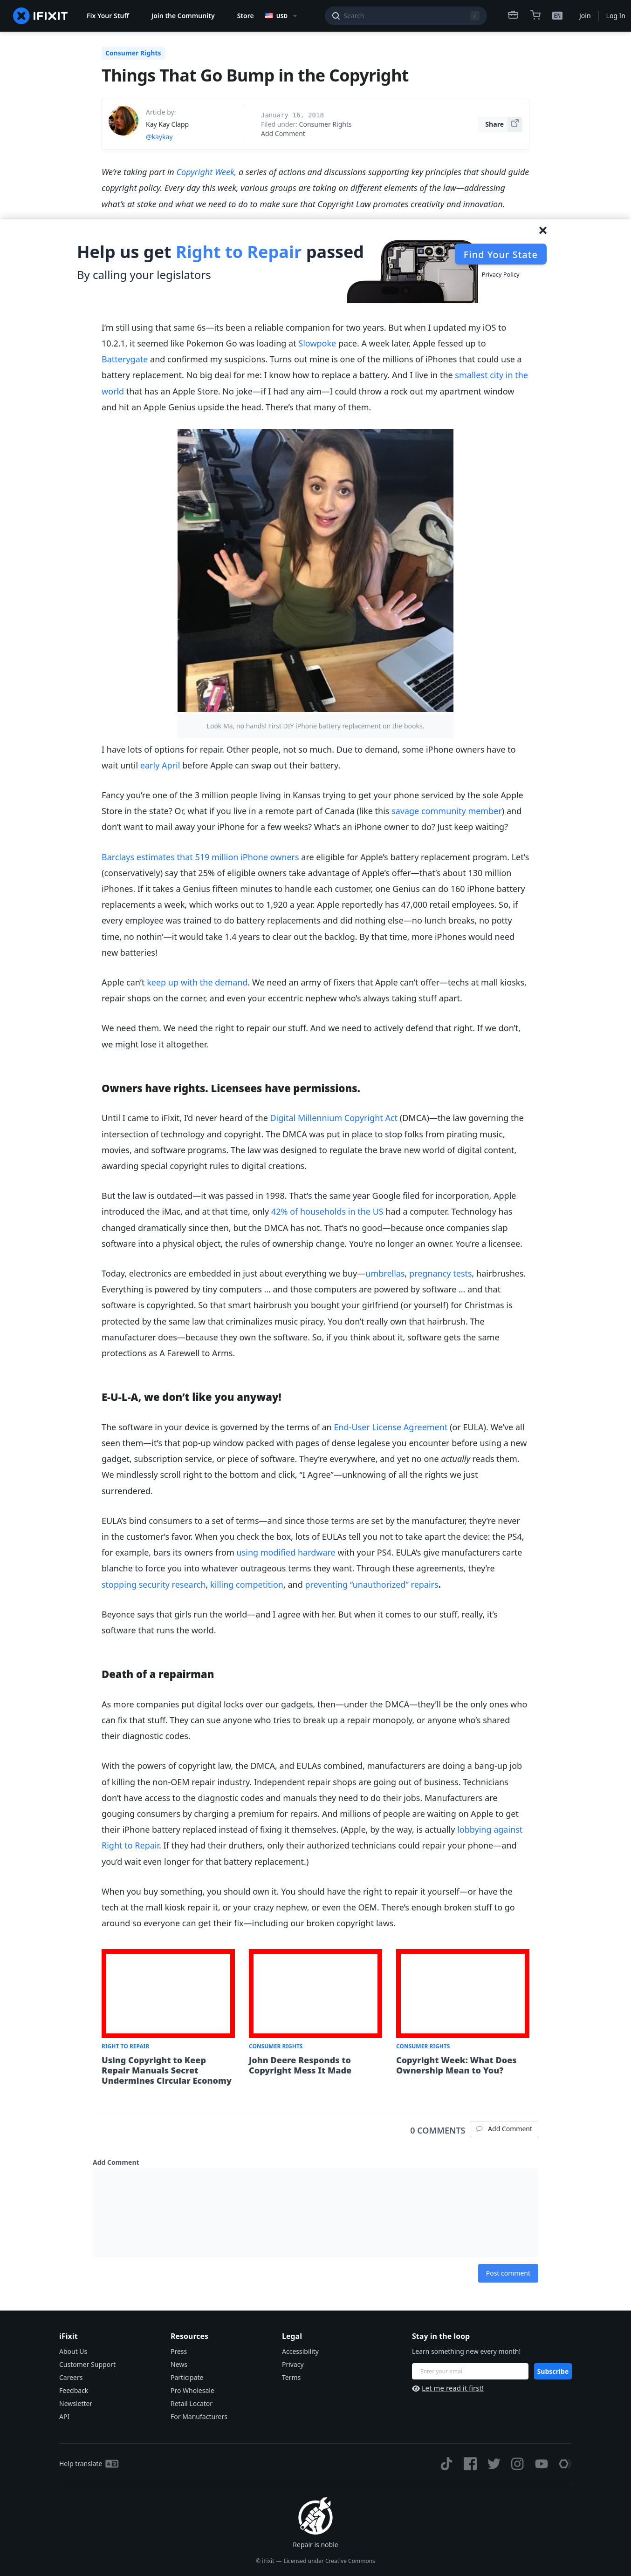 IFIXIT
Fix Your Stuff
Join the Community
Store
USD
Search
/
EN
Join
Log In
Consumer Rights
Things That Go Bump in the Copyright
Article by:
Kay Kay Clapp
@kaykay
January 16, 2018
Filed under: Consumer Rights
Add Comment
Share
We’re taking part in Copyright Week, a series of actions and discussions supporting key principles that should guide
copyright policy. Every day this week, various groups are taking on different elements of the law—addressing
what’s at stake and what we need to do to make sure that Copyright Law promotes creativity and innovation.
Help us get Right to Repair passed
By calling your legislators
Find Your State
Privacy Policy
I’m still using that same 6s—its been a reliable companion for two years. But when I updated my iOS to
10.2.1, it seemed like Pokemon Go was loading at Slowpoke pace. A week later, Apple fessed up to
Batterygate and confirmed my suspicions. Turns out mine is one of the millions of iPhones that could use a
battery replacement. No big deal for me: I know how to replace a battery. And I live in the smallest city in the
world that has an Apple Store. No joke—if I had any aim—I could throw a rock out my apartment window
and hit an Apple Genius upside the head. There’s that many of them.
Look Ma, no hands! First DIY iPhone battery replacement on the books.
I have lots of options for repair. Other people, not so much. Due to demand, some iPhone owners have to
wait until early April before Apple can swap out their battery.
Fancy you’re one of the 3 million people living in Kansas trying to get your phone serviced by the sole Apple
Store in the state? Or, what if you live in a remote part of Canada (like this savage community member) and
don’t want to mail away your iPhone for a few weeks? What’s an iPhone owner to do? Just keep waiting?
Barclays estimates that 519 million iPhone owners are eligible for Apple’s battery replacement program. Let’s
(conservatively) say that 25% of eligible owners take advantage of Apple’s offer—that’s about 130 million
iPhones. If it takes a Genius fifteen minutes to handle each customer, one Genius can do 160 iPhone battery
replacements a week, which works out to 1,920 a year. Apple reportedly has 47,000 retail employees. So, if
every employee was trained to do battery replacements and did nothing else—no lunch breaks, no potty
time, no nothin’—it would take 1.4 years to clear out the backlog. By that time, more iPhones would need
new batteries!
Apple can’t keep up with the demand. We need an army of fixers that Apple can’t offer—techs at mall kiosks,
repair shops on the corner, and even your eccentric nephew who’s always taking stuff apart.
We need them. We need the right to repair our stuff. And we need to actively defend that right. If we don’t,
we might lose it altogether.
Owners have rights. Licensees have permissions.
Until I came to iFixit, I’d never heard of the Digital Millennium Copyright Act (DMCA)—the law governing the
intersection of technology and copyright. The DMCA was put in place to stop folks from pirating music,
movies, and software programs. The law was designed to regulate the brave new world of digital content,
awarding special copyright rules to digital creations.
But the law is outdated—it was passed in 1998. That’s the same year Google filed for incorporation, Apple
introduced the iMac, and at that time, only 42% of households in the US had a computer. Technology has
changed dramatically since then, but the DMCA has not. That’s no good—because once companies slap
software into a physical object, the rules of ownership change. You’re no longer an owner. You’re a licensee.
Today, electronics are embedded in just about everything we buy—umbrellas, pregnancy tests, hairbrushes.
Everything is powered by tiny computers … and those computers are powered by software … and that
software is copyrighted. So that smart hairbrush you bought your girlfriend (or yourself) for Christmas is
protected by the same law that criminalizes music piracy. You don’t really own that hairbrush. The
manufacturer does—because they own the software. So, if you think about it, software gets the same
protections as A Farewell to Arms.
E-U-L-A, we don’t like you anyway!
The software in your device is governed by the terms of an End-User License Agreement (or EULA). We’ve all
seen them—it’s that pop-up window packed with pages of dense legalese you encounter before using a new
gadget, subscription service, or piece of software. They’re everywhere, and yet no one actually reads them.
We mindlessly scroll right to the bottom and click, “I Agree”—unknowing of all the rights we just
surrendered.
EULA’s bind consumers to a set of terms—and since those terms are set by the manufacturer, they’re never
in the customer’s favor. When you check the box, lots of EULAs tell you not to take apart the device: the PS4,
for example, bars its owners from using modified hardware with your PS4. EULA’s give manufacturers carte
blanche to force you into whatever outrageous terms they want. Through these agreements, they’re
stopping security research, killing competition, and preventing “unauthorized” repairs.
Beyonce says that girls run the world—and I agree with her. But when it comes to our stuff, really, it’s
software that runs the world.
Death of a repairman
As more companies put digital locks over our gadgets, then—under the DMCA—they’ll be the only ones who
can fix that stuff. They can sue anyone who tries to break up a repair monopoly, or anyone who’s shared
their diagnostic codes.
With the powers of copyright law, the DMCA, and EULAs combined, manufacturers are doing a bang-up job
of killing the non-OEM repair industry. Independent repair shops are going out of business. Technicians
don’t have access to the diagnostic codes and manuals they need to do their jobs. Manufacturers are
gouging consumers by charging a premium for repairs. And millions of people are waiting on Apple to get
their iPhone battery replaced instead of fixing it themselves. (Apple, by the way, is actually lobbying against
Right to Repair. If they had their druthers, only their authorized technicians could repair your phone—and
you’d wait even longer for that battery replacement.)
When you buy something, you should own it. You should have the right to repair it yourself—or have the
tech at the mall kiosk repair it, or your crazy nephew, or even the OEM. There’s enough broken stuff to go
around so everyone can get their fix—including our broken copyright laws.
RIGHT TO REPAIR
Using Copyright to Keep
Repair Manuals Secret
Undermines Circular Economy
CONSUMER RIGHTS
John Deere Responds to
Copyright Mess It Made
CONSUMER RIGHTS
Copyright Week: What Does
Ownership Mean to You?
0 COMMENTS
Add Comment
Add Comment
Post comment
iFixit
About Us
Customer Support
Careers
Feedback
Newsletter
API
Resources
Press
News
Participate
Pro Wholesale
Retail Locator
For Manufacturers
Legal
Accessibility
Privacy
Terms
Stay in the loop
Learn something new every month!
Enter your email
Subscribe
Let me read it first!
Help translate
Repair is noble
© iFixit — Licensed under Creative Commons